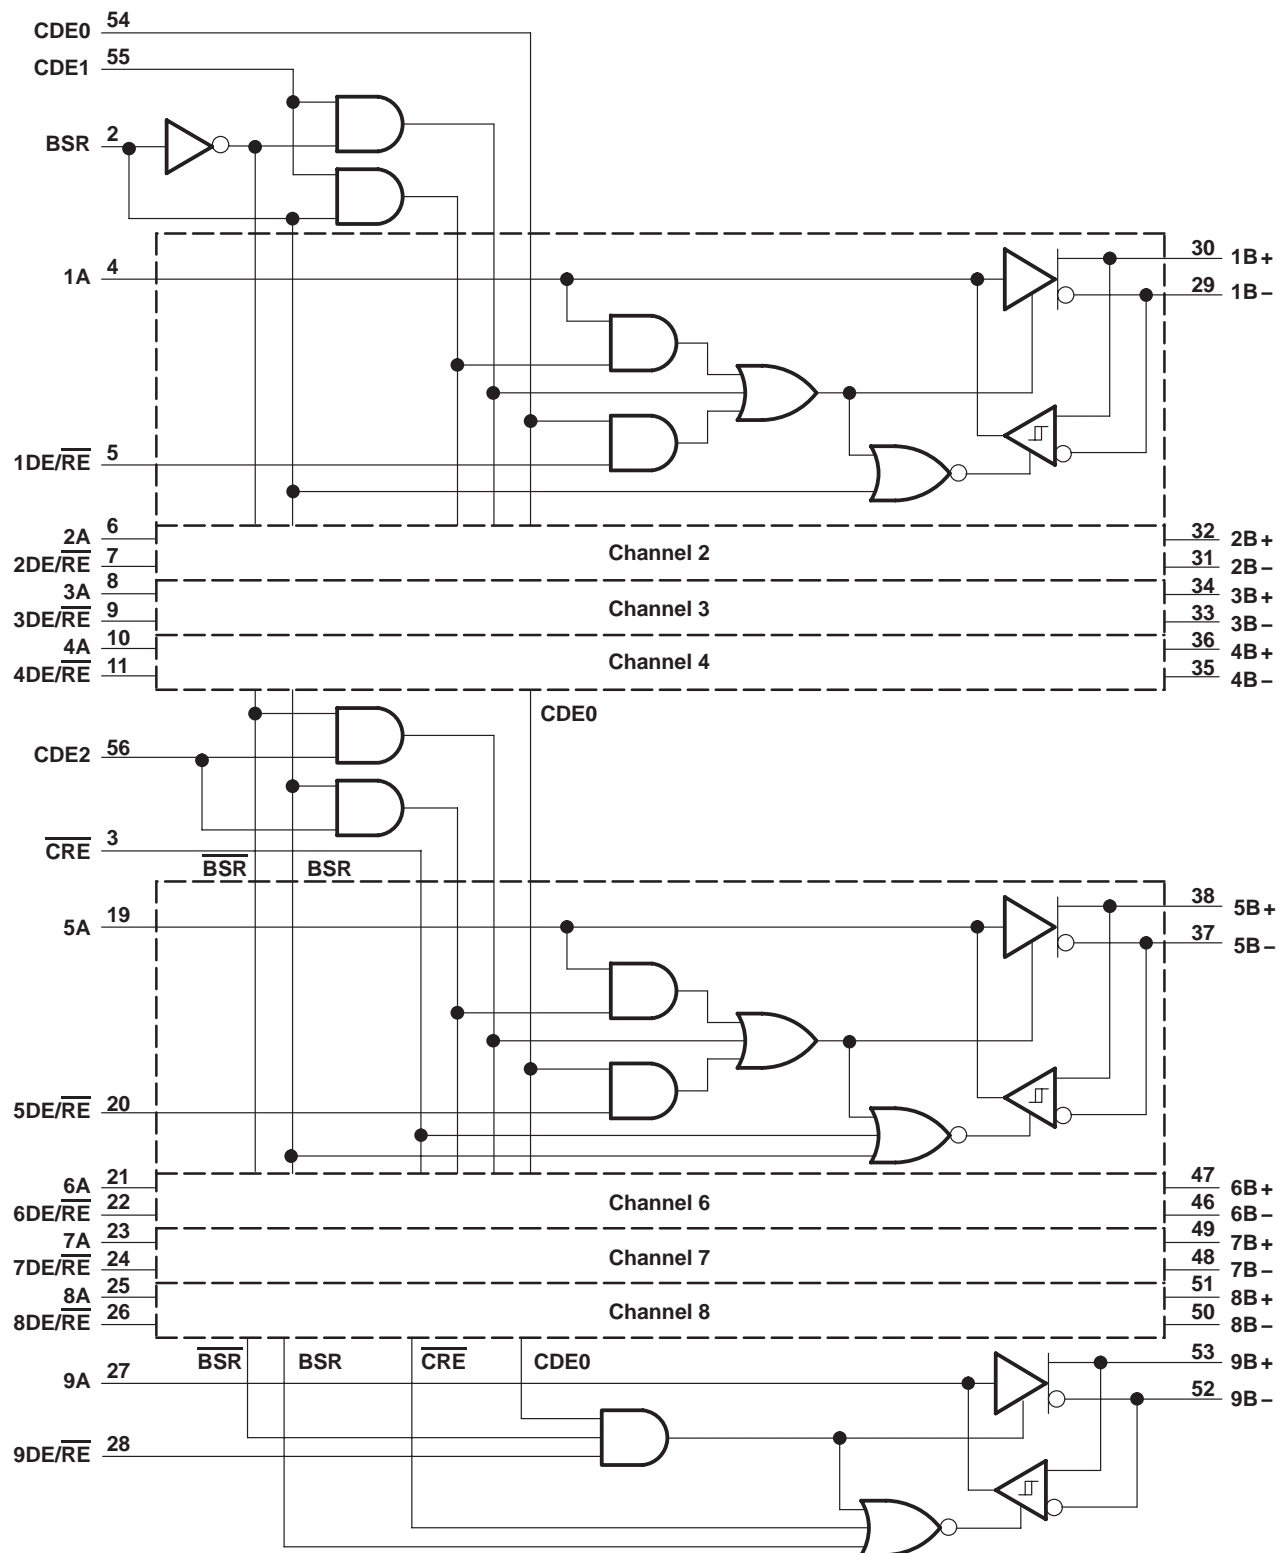 CDE0 54
CDE1 55
BSR 2
1A 4
30 1B+
29 1B–
1DE/RE 5
2A 6
2DE/RE 7
Channel 2
32 2B+
31 2B–
3A 8
3DE/RE 9
Channel 3
34 3B+
33 3B–
4A 10
4DE/RE 11
Channel 4
36 4B+
35 4B–
CDE0
CDE2 56
CRE 3
BSR BSR
5A 19
38 5B+
37 5B–
5DE/RE 20
6A 21
6DE/RE 22
Channel 6
47 6B+
46 6B–
7A 23
7DE/RE 24
Channel 7
49 7B+
48 7B–
8A 25
8DE/RE 26
Channel 8
51 8B+
50 8B–
BSR BSR CRE CDE0
9A 27
53 9B+
52 9B–
9DE/RE 28